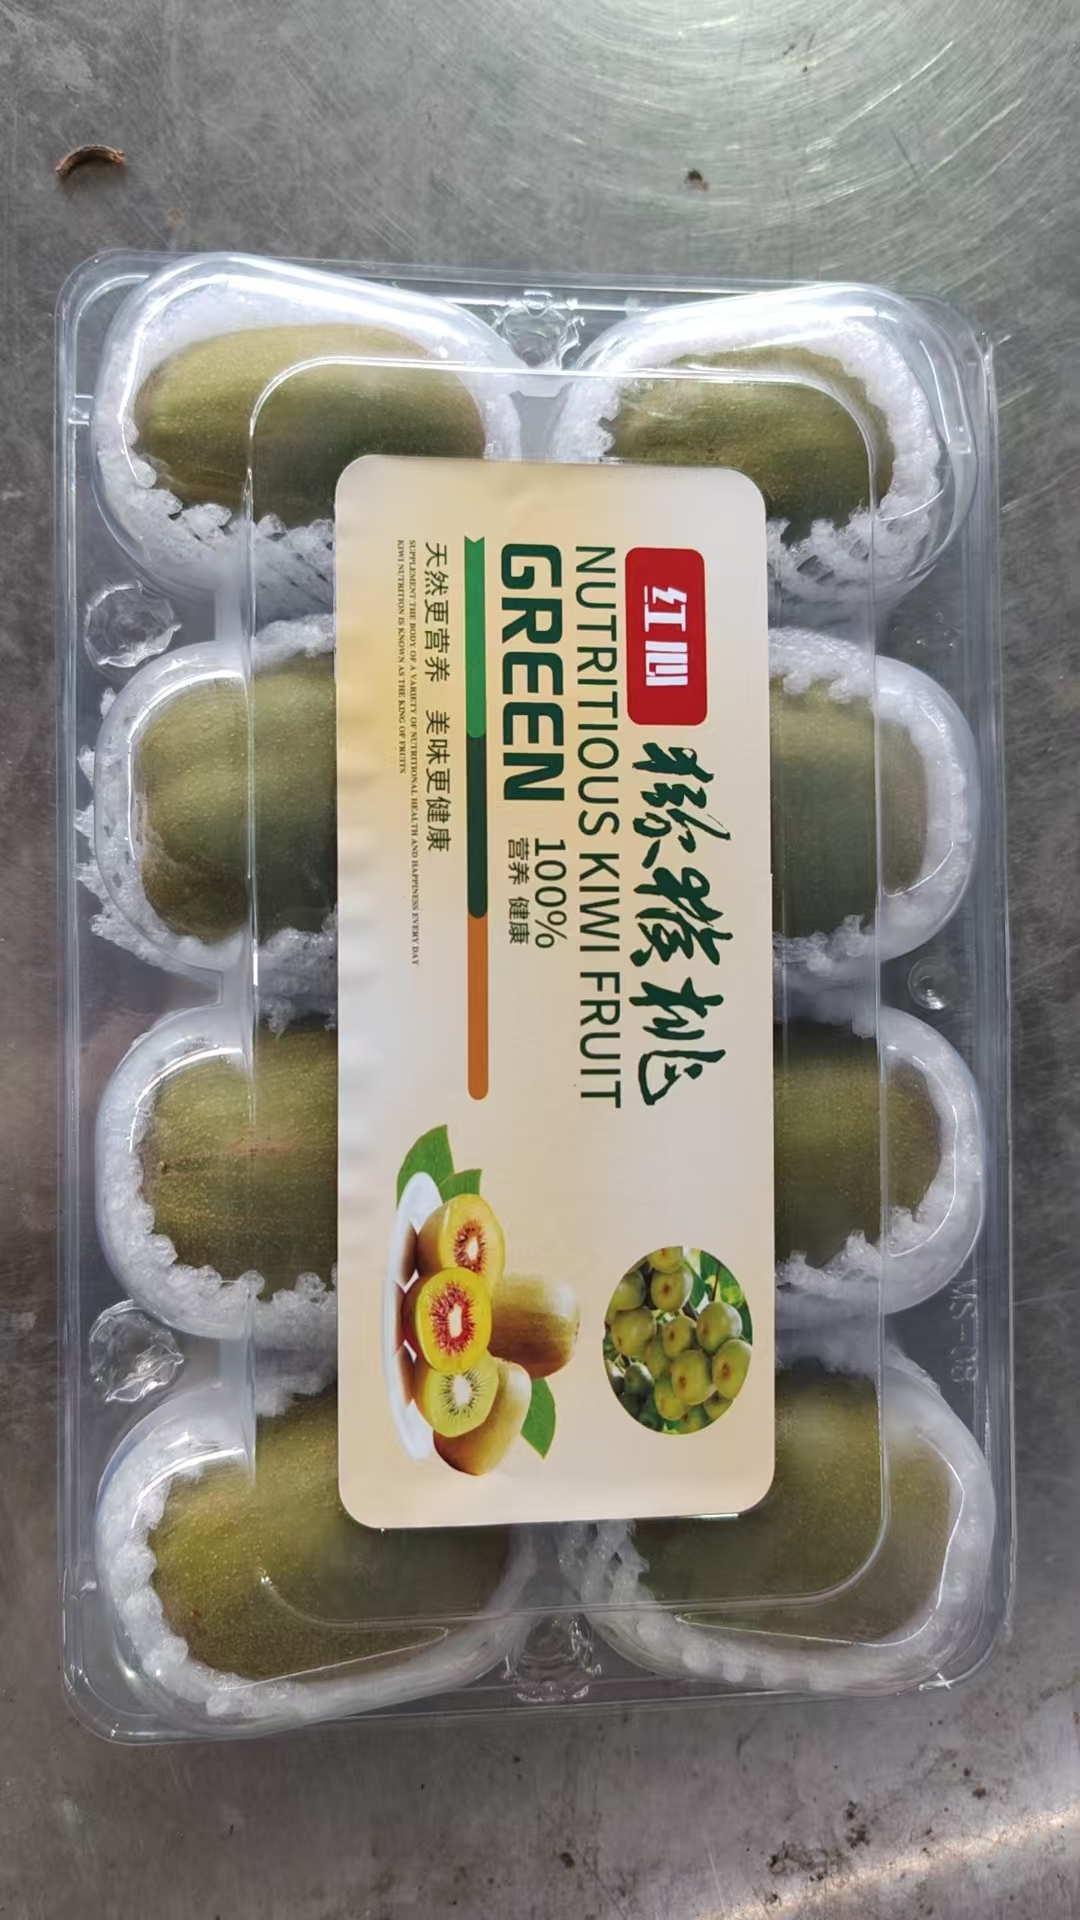 红心
猕猴桃
NUTRITIOUS KIWI FRUIT
GREEN 100%
营养 健康
天然更营养 美味更健康
SUPPLEMENT THE BODY OF A VARIETY OF NUTRITIONAL HEALTH AND HAPPINESS EVERY DAY
KIWI NUTRITION IS KNOWN AS THE KING OF FRUITS